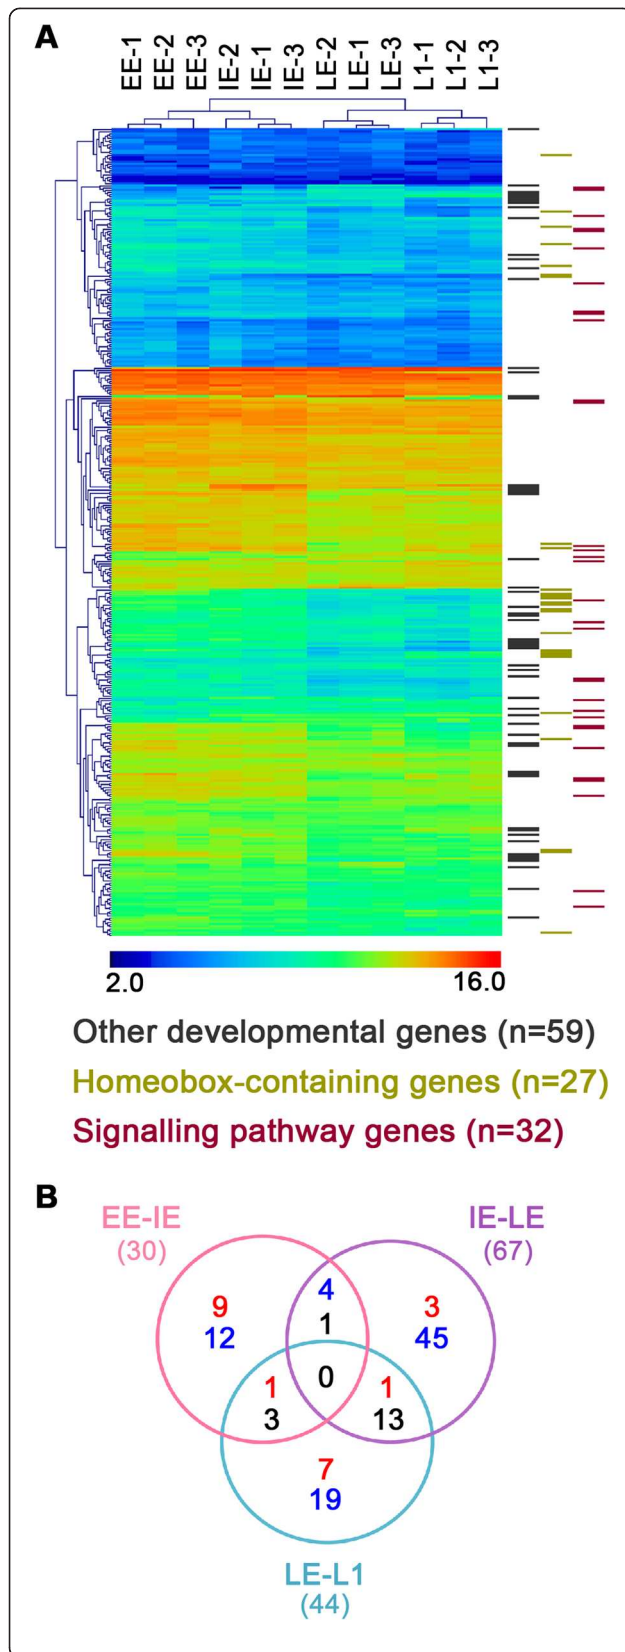 A
EE-1 EE-2 EE-3 IE-2 IE-1 IE-3 LE-2 LE-1 LE-3 L1-1 L1-2 L1-3
2.0 16.0
Other developmental genes (n=59)
Homeobox-containing genes (n=27)
Signalling pathway genes (n=32)
B
EE-IE IE-LE
(30) (67)
4
9 1 3
12 45
0
1 1
3 13
7
19
LE-L1
(44)